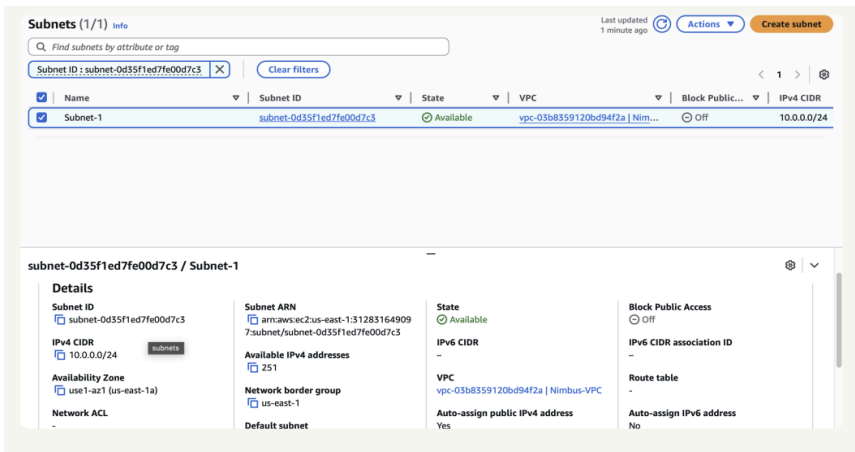 Subnets (1/1) Info
Last updated
1 minute ago
Actions
Create subnet
Find subnets by attribute or tag
Subnet ID : subnet-0d35f1ed7fe00d7c3
Clear filters
1
Name Subnet ID State VPC Block Public... IPv4 CIDR
Subnet-1 subnet-0d35f1ed7fe00d7c3 Available vpc-03b8359120bd94f2a | Nim... Off 10.0.0.0/24
subnet-0d35f1ed7fe00d7c3 / Subnet-1
Details
Subnet ID
subnet-0d35f1ed7fe00d7c3
IPv4 CIDR
10.0.0.0/24
subnets
Availability Zone
use1-az1 (us-east-1a)
Network ACL
-
Subnet ARN
arn:aws:ec2:us-east-1:31283164909
7:subnet/subnet-0d35f1ed7fe00d7c3
Available IPv4 addresses
251
Network border group
us-east-1
Default subnet
State
Available
IPv6 CIDR
–
VPC
vpc-03b8359120bd94f2a | Nimbus-VPC
Auto-assign public IPv4 address
Yes
Block Public Access
Off
IPv6 CIDR association ID
–
Route table
-
Auto-assign IPv6 address
No